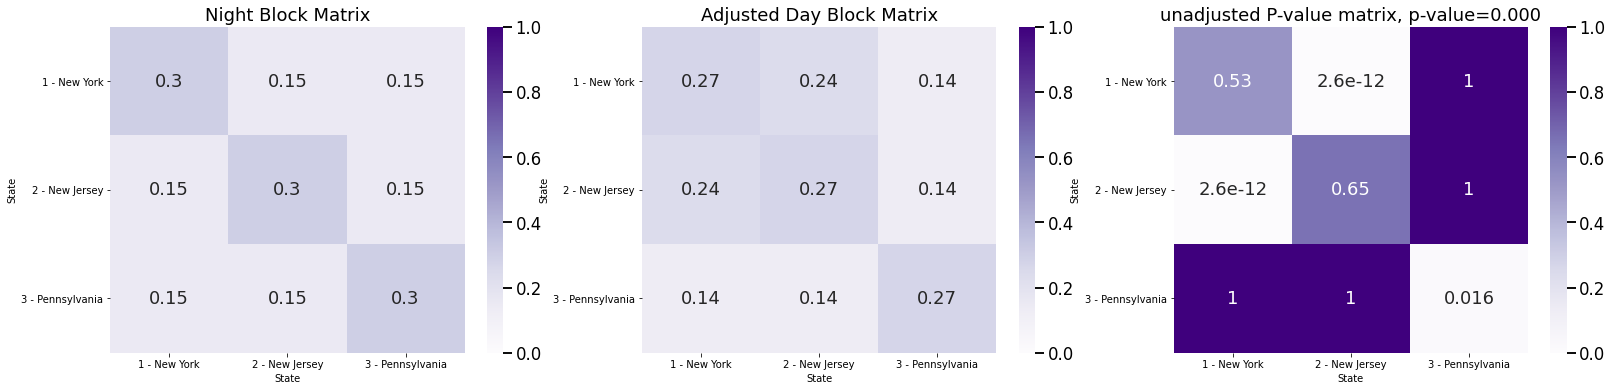 Night Block Matrix
1 - New York
2 - New Jersey
3 - Pennsylvania
State
0.3 0.15 0.15
0.15 0.3 0.15
0.15 0.15 0.3
1 - New York 2 - New Jersey 3 - Pennsylvania
State
1.0
0.8
0.6
0.4
0.2
0.0
Adjusted Day Block Matrix
1 - New York
2 - New Jersey
3 - Pennsylvania
State
0.27 0.24 0.14
0.24 0.27 0.14
0.14 0.14 0.27
1 - New York 2 - New Jersey 3 - Pennsylvania
State
1.0
0.8
0.6
0.4
0.2
0.0
unadjusted P-value matrix, p-value=0.000
1 - New York
2 - New Jersey
3 - Pennsylvania
State
0.53 2.6e-12 1
2.6e-12 0.65 1
1 1 0.016
1 - New York 2 - New Jersey 3 - Pennsylvania
State
1.0
0.8
0.6
0.4
0.2
0.0